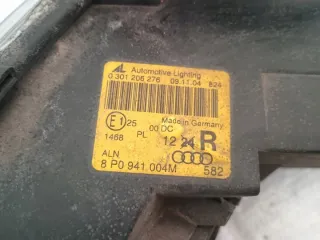 AL Automotive Lighting
0 301 206 276 09.11.04 824
Made in Germany
E1 25 00 DC
1468 PL 12 24 R
ALN
8 P0 941 004M 582